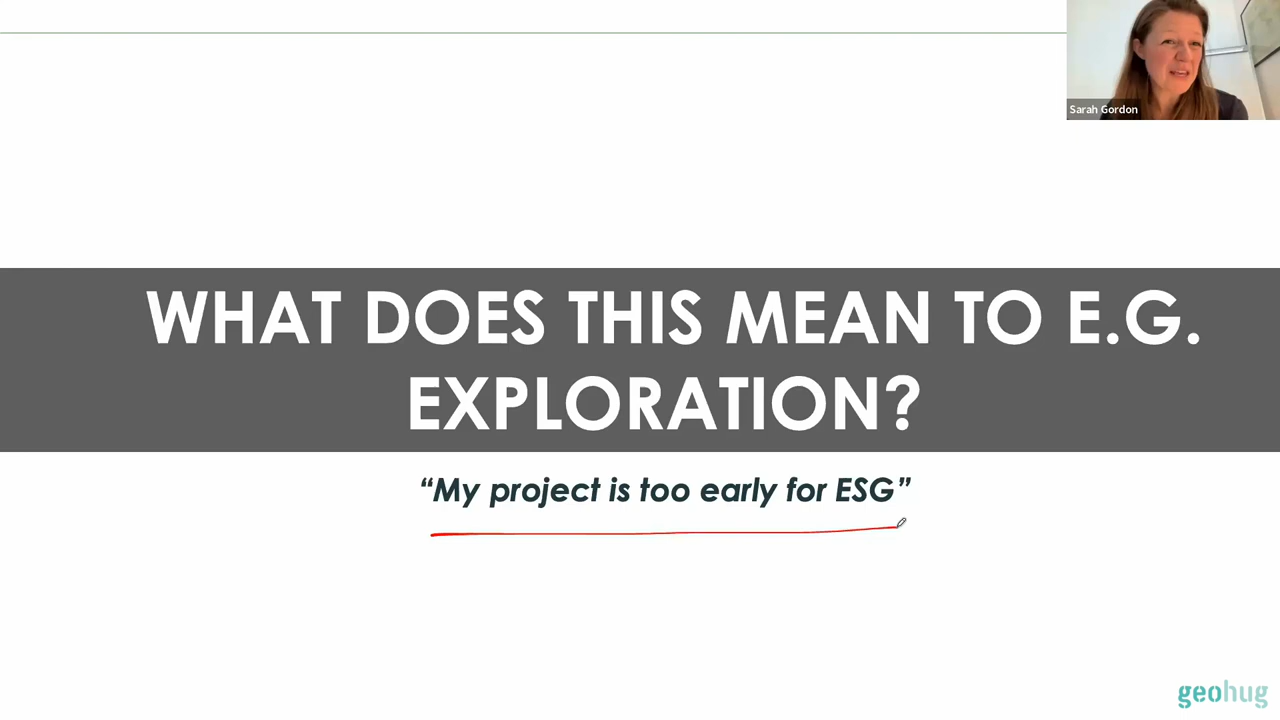 Sarah Gordon
WHAT DOES THIS MEAN TO E.G.
EXPLORATION?
“My project is too early for ESG”
geohug